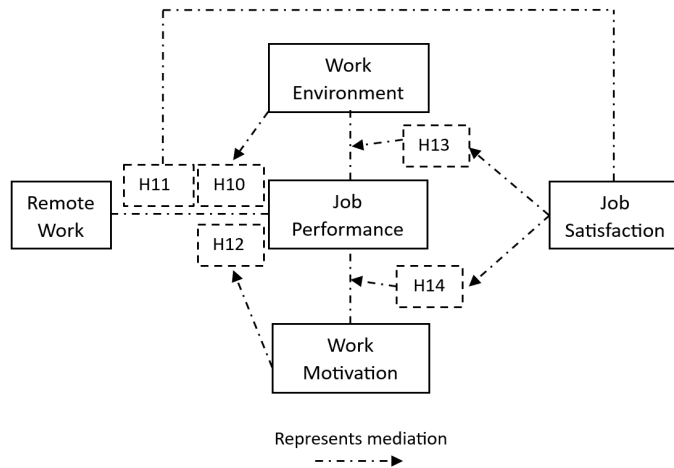 Work
Environment
H13
H11
H10
Remote
Work
Job
Performance
Job
Satisfaction
H12
H14
Work
Motivation
Represents mediation